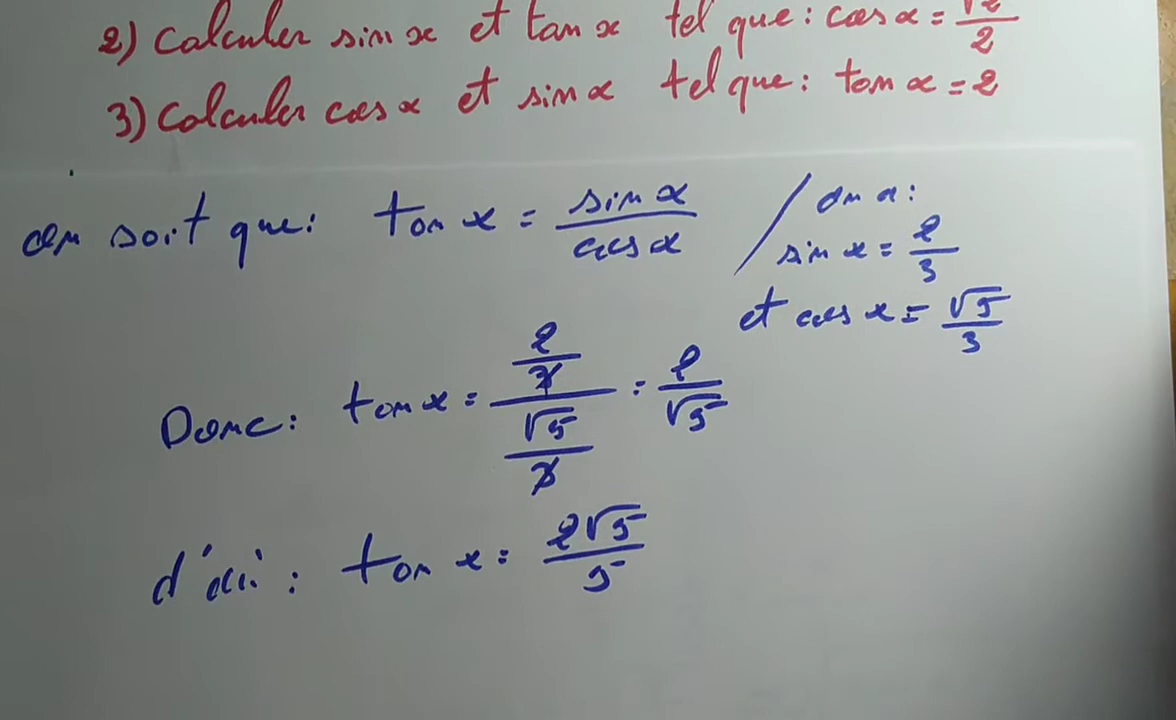 2) Calculer sin x et tan x tel que : cos x = √2/2
3) Calculer cos x et sin x tel que : tan x = 2
on sait que : tan x = sin x / cos x / on a :
sin x = 2/3
et cos x = √5/3
Donc : tan x = (2/3)/(√5/3) = 2/√5
d'où : tan x = 2√5/5